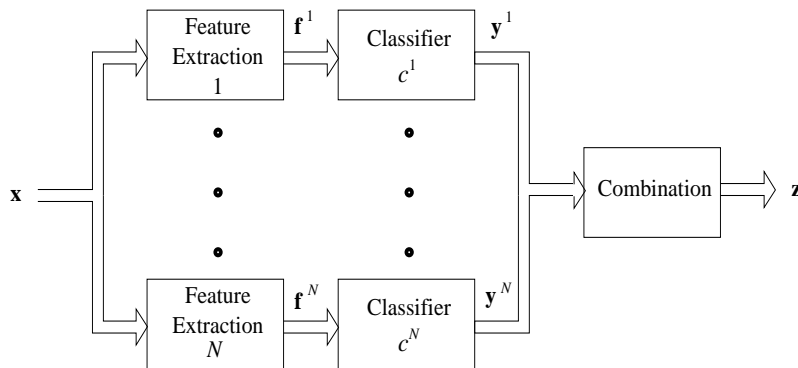 Feature
Extraction
1
f¹
Classifier
c¹
y¹
x
Combination
z
Feature
Extraction
N
fᴺ
Classifier
cᴺ
yᴺ